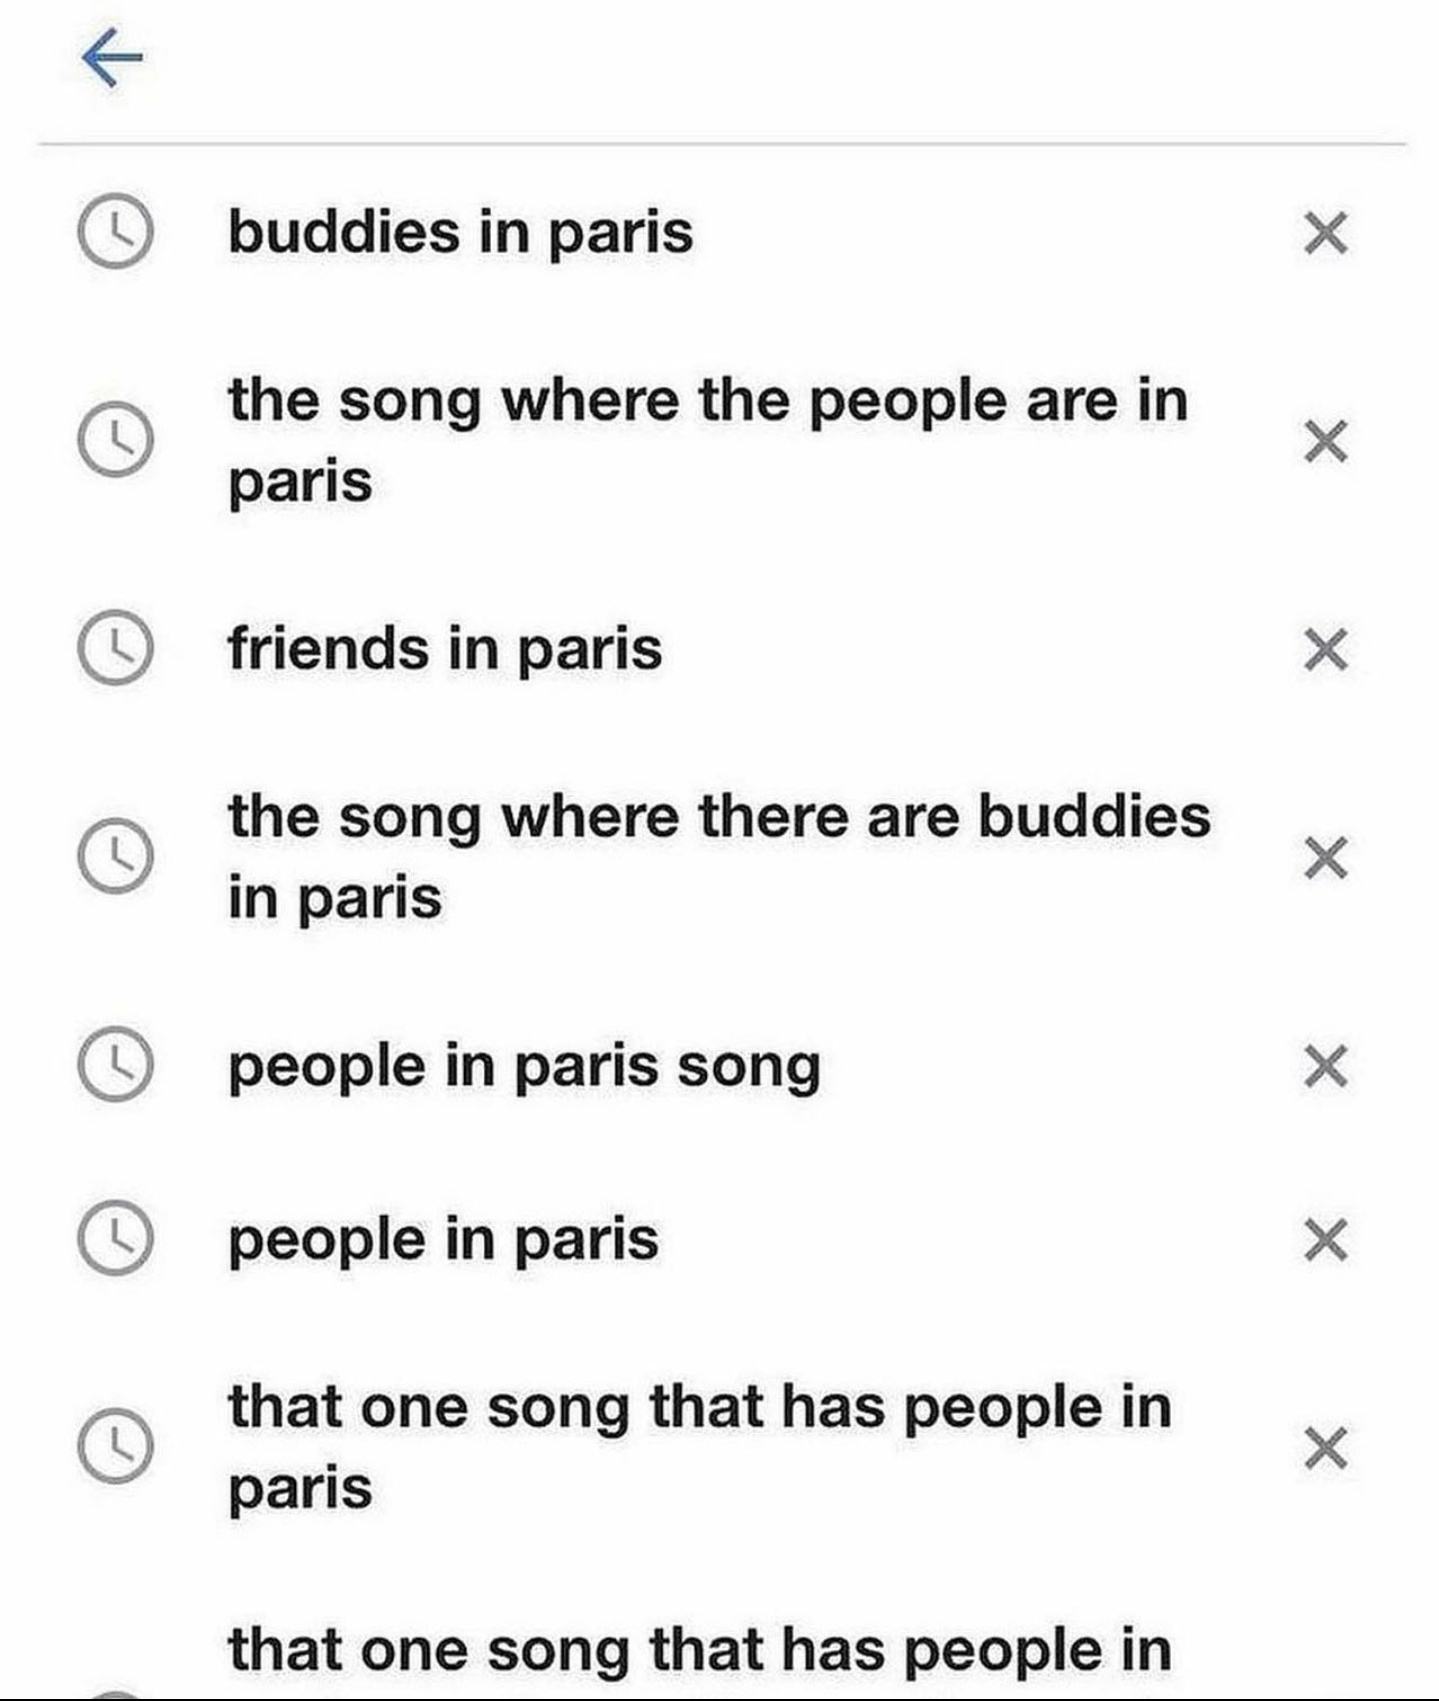 buddies in paris
the song where the people are in
paris
friends in paris
the song where there are buddies
in paris
people in paris song
people in paris
that one song that has people in
paris
that one song that has people in